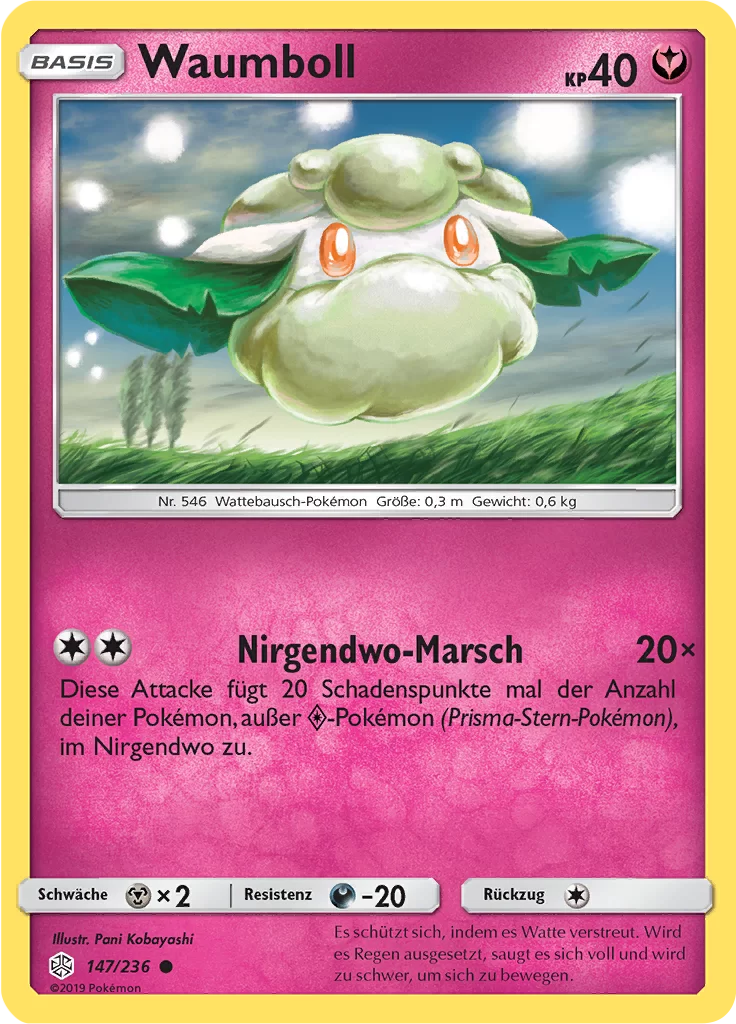 BASIS Waumboll KP 40
Nr. 546 Wattebausch-Pokémon Größe: 0,3 m Gewicht: 0,6 kg
Nirgendwo-Marsch 20×
Diese Attacke fügt 20 Schadenspunkte mal der Anzahl
deiner Pokémon, außer -Pokémon (Prisma-Stern-Pokémon),
im Nirgendwo zu.
Schwäche ×2 Resistenz -20 Rückzug
Illustr. Pani Kobayashi
147/236
©2019 Pokémon
Es schützt sich, indem es Watte verstreut. Wird
es Regen ausgesetzt, saugt es sich voll und wird
zu schwer, um sich zu bewegen.